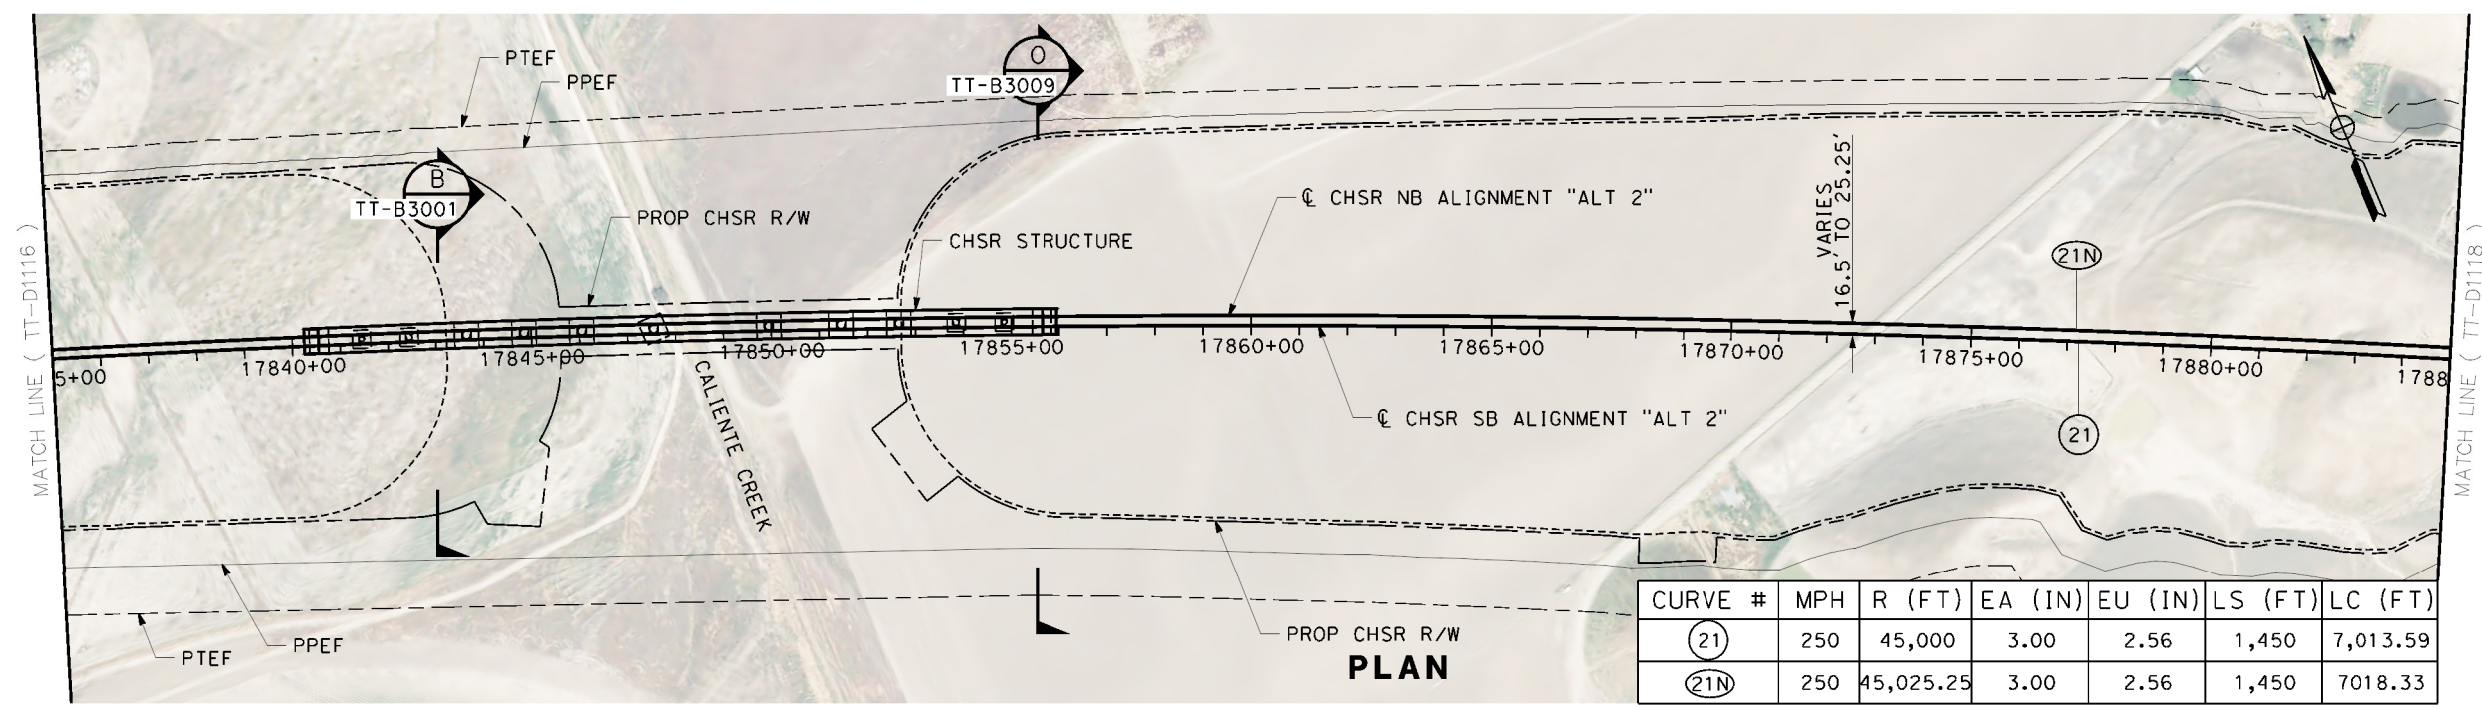 PTEF
PPEF
O
TT-B3009
B
TT-B3001
PROP CHSR R/W
CHSR STRUCTURE
℄ CHSR NB ALIGNMENT "ALT 2"
VARIES
16.5' TO 25.25'
21N
MATCH LINE ( TT-D1116 )
MATCH LINE ( TT-D1118 )
5+00
17840+00
17845+00
17850+00
17855+00
17860+00
17865+00
17870+00
17875+00
17880+00
1788
CALIENTE CREEK
℄ CHSR SB ALIGNMENT "ALT 2"
21
PTEF
PPEF
PROP CHSR R/W
PLAN
CURVE # MPH R (FT) EA (IN) EU (IN) LS (FT) LC (FT)
21 250 45,000 3.00 2.56 1,450 7,013.59
21N 250 45,025.25 3.00 2.56 1,450 7018.33